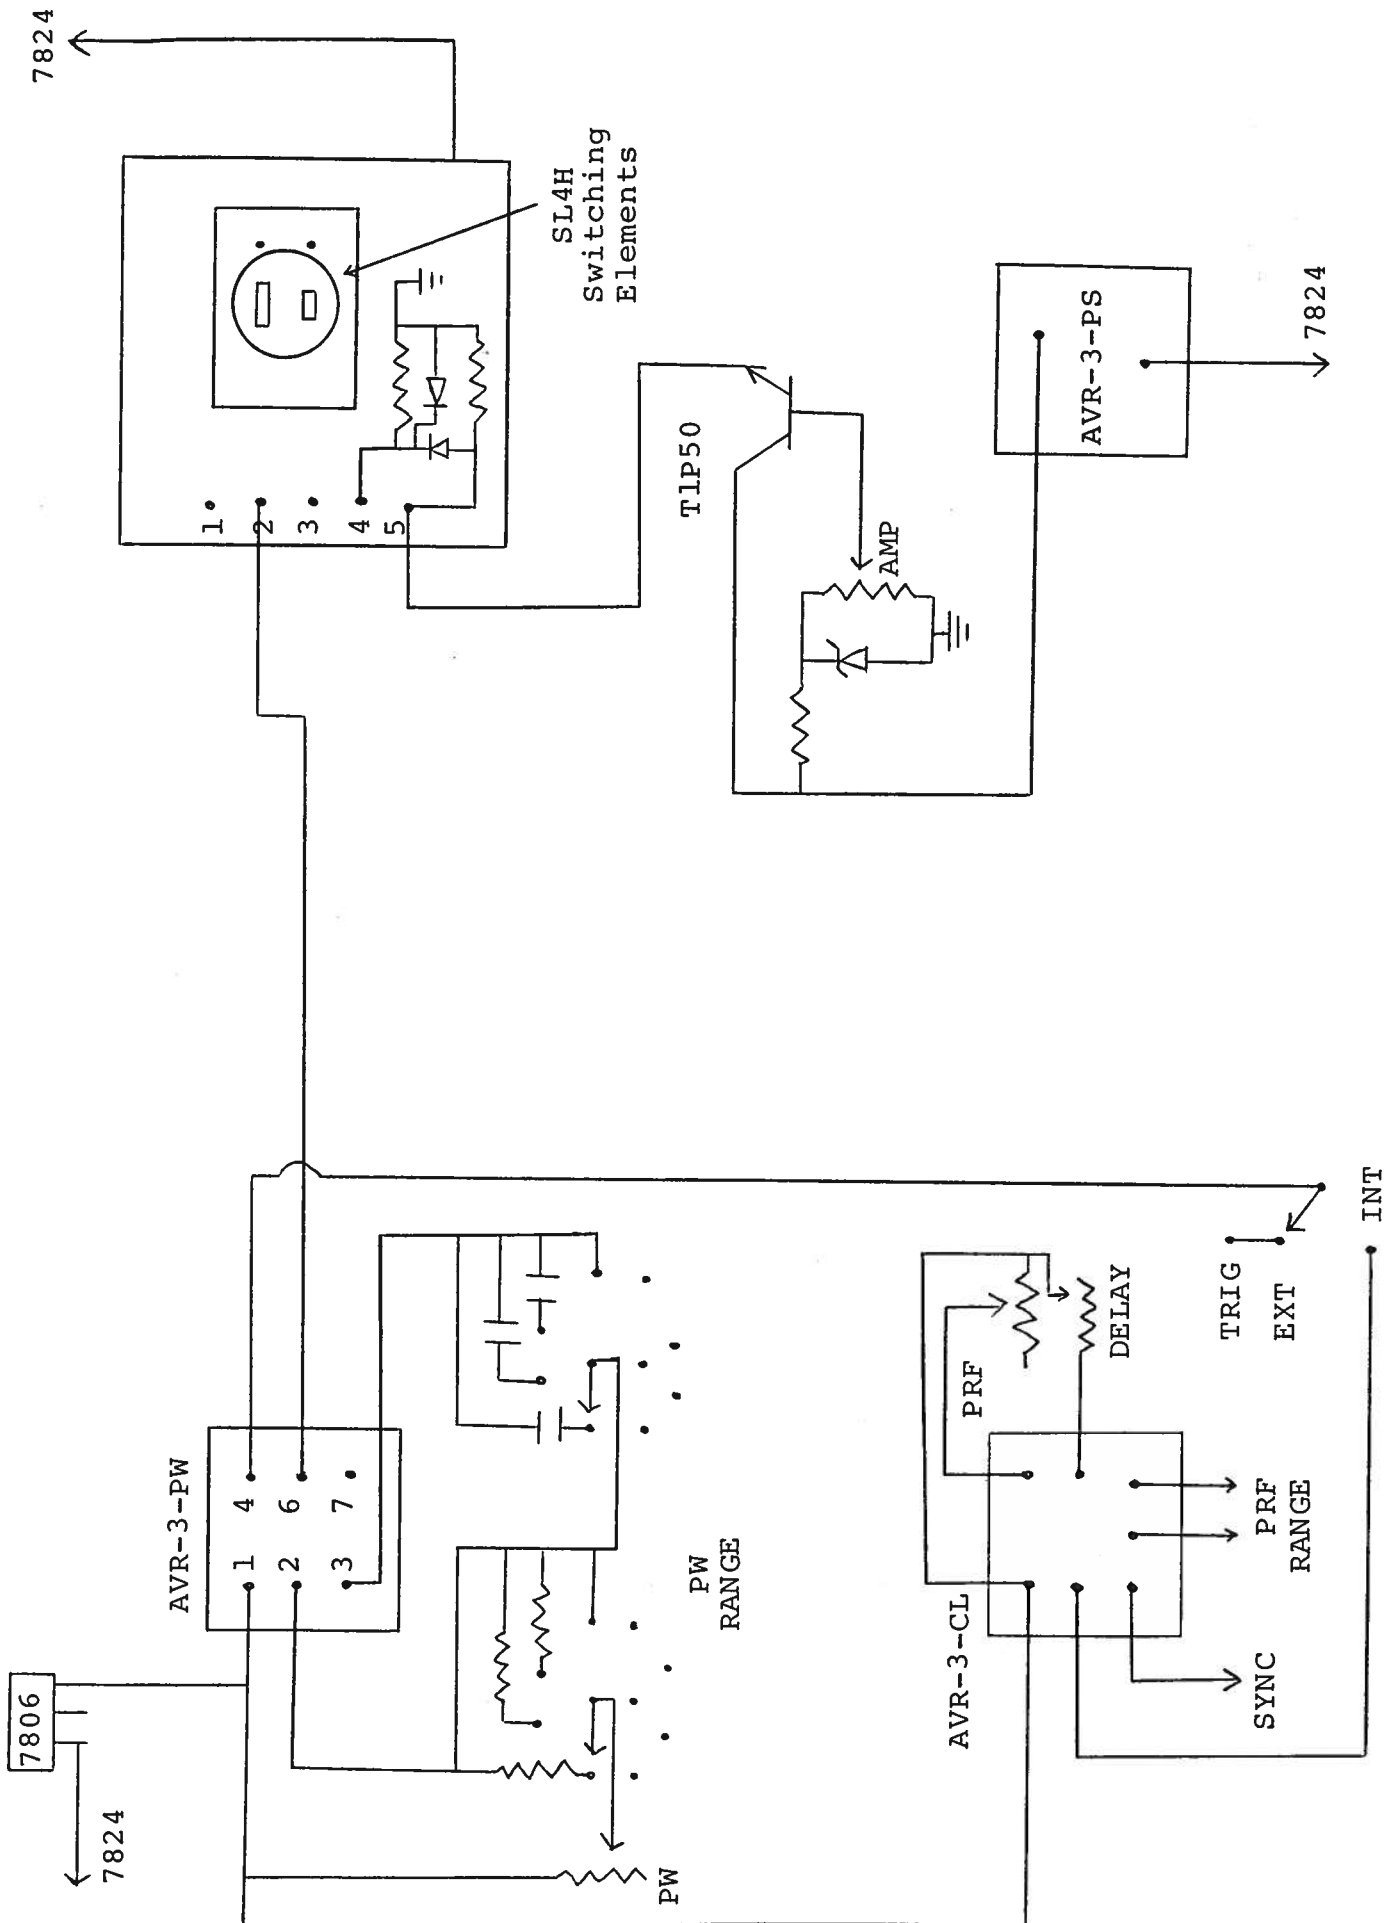 7824
7806
AVR-3-PW
1
2
3
4
6
7
PW
PW
RANGE
7824
1
2
3
4
5
SL4H
Switching
Elements
T1P50
AMP
AVR-3-PS
7824
AVR-3-CL
PRF
DELAY
SYNC
PRF
RANGE
TRIG
EXT
INT